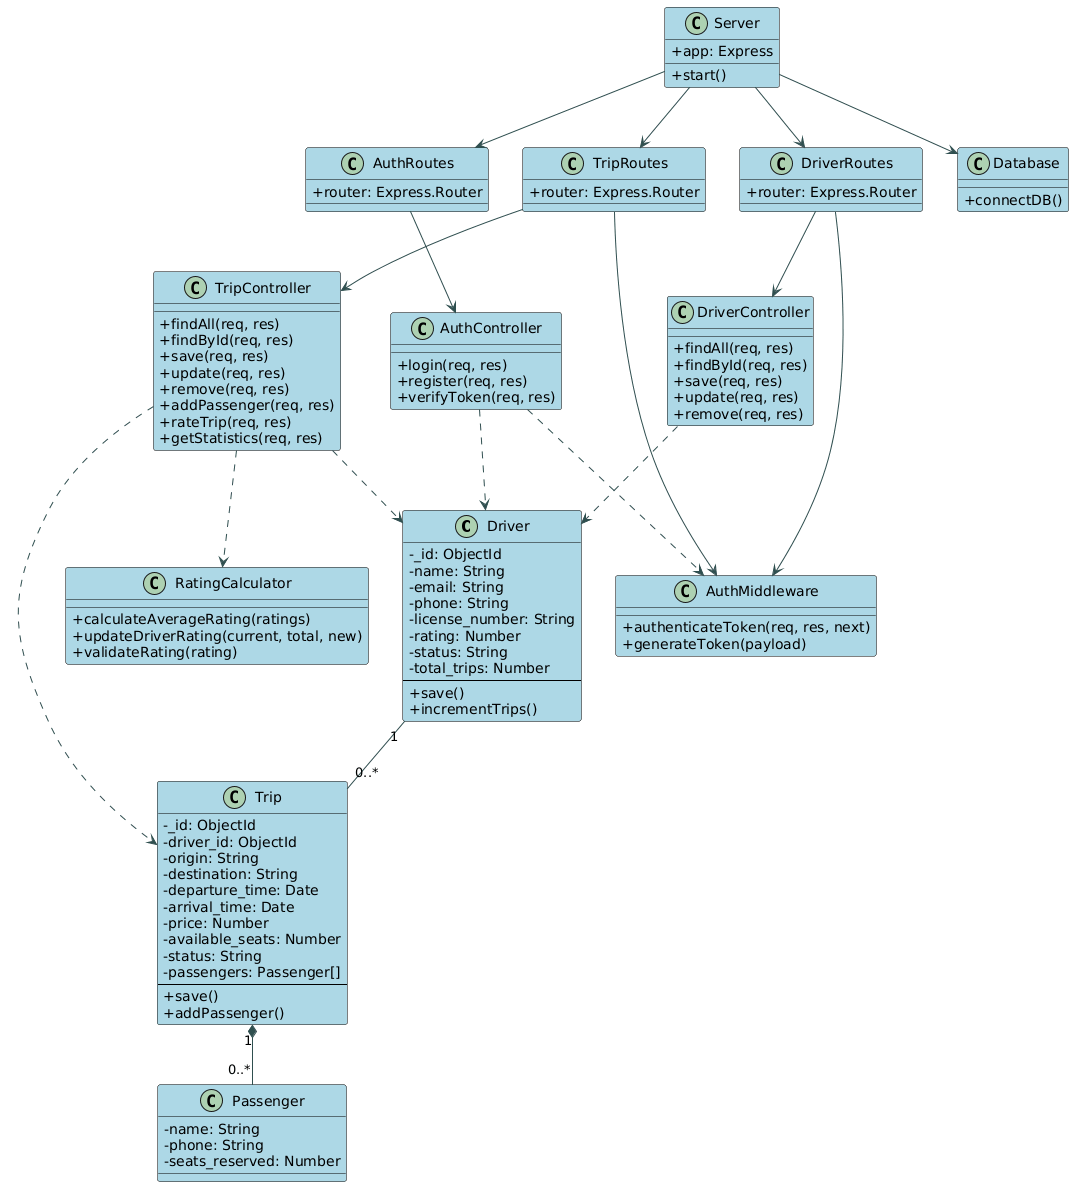 C Server
+app: Express
+start()
C AuthRoutes
+router: Express.Router
C TripRoutes
+router: Express.Router
C DriverRoutes
+router: Express.Router
C Database
+connectDB()
C TripController
+findAll(req, res)
+findById(req, res)
+save(req, res)
+update(req, res)
+remove(req, res)
+addPassenger(req, res)
+rateTrip(req, res)
+getStatistics(req, res)
C AuthController
+login(req, res)
+register(req, res)
+verifyToken(req, res)
C DriverController
+findAll(req, res)
+findById(req, res)
+save(req, res)
+update(req, res)
+remove(req, res)
C RatingCalculator
+calculateAverageRating(ratings)
+updateDriverRating(current, total, new)
+validateRating(rating)
C Driver
-_id: ObjectId
-name: String
-email: String
-phone: String
-license_number: String
-rating: Number
-status: String
-total_trips: Number
+save()
+incrementTrips()
C AuthMiddleware
+authenticateToken(req, res, next)
+generateToken(payload)
1
0..*
C Trip
-_id: ObjectId
-driver_id: ObjectId
-origin: String
-destination: String
-departure_time: Date
-arrival_time: Date
-price: Number
-available_seats: Number
-status: String
-passengers: Passenger[]
+save()
+addPassenger()
1
0..*
C Passenger
-name: String
-phone: String
-seats_reserved: Number